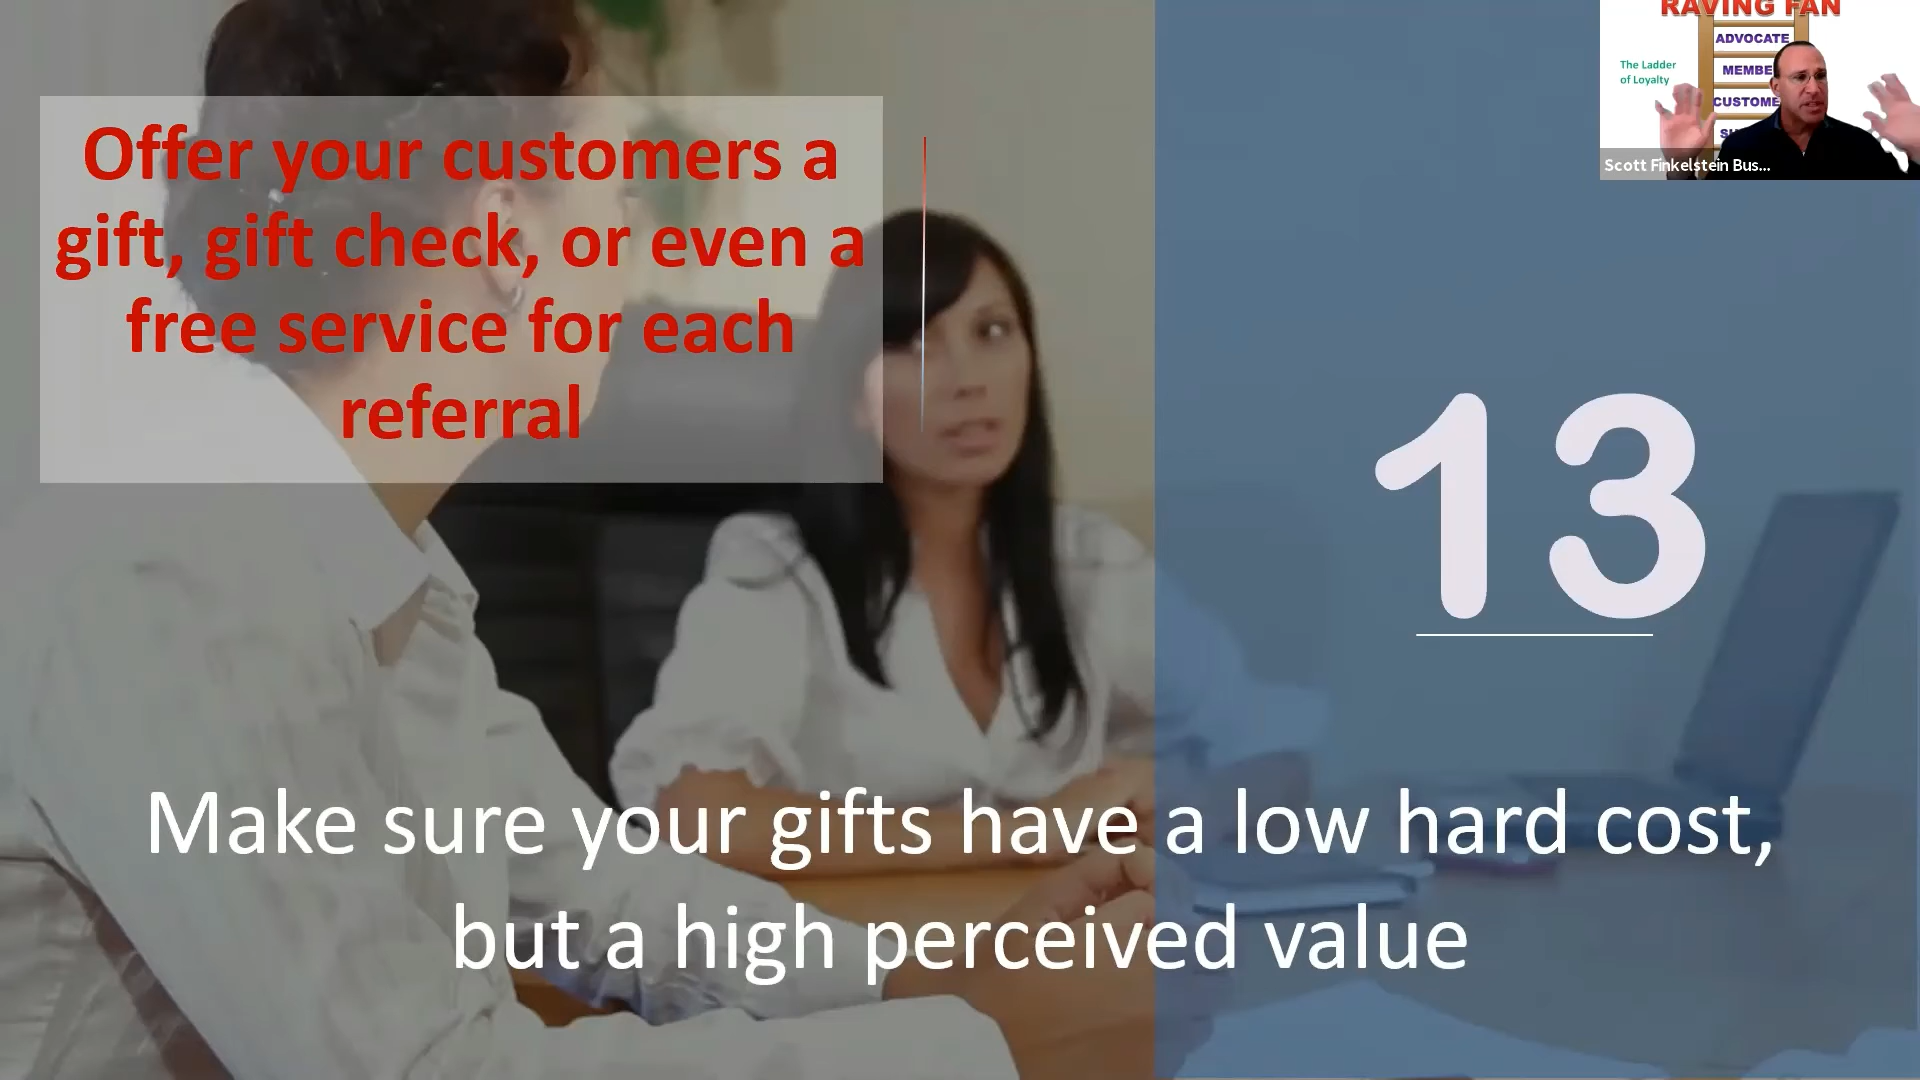 Offer your customers a
gift, gift check, or even a
free service for each
referral
13
Make sure your gifts have a low hard cost,
but a high perceived value
RAVING FAN
ADVOCATE
The Ladder
of Loyalty
Scott Finkelstein Bus...